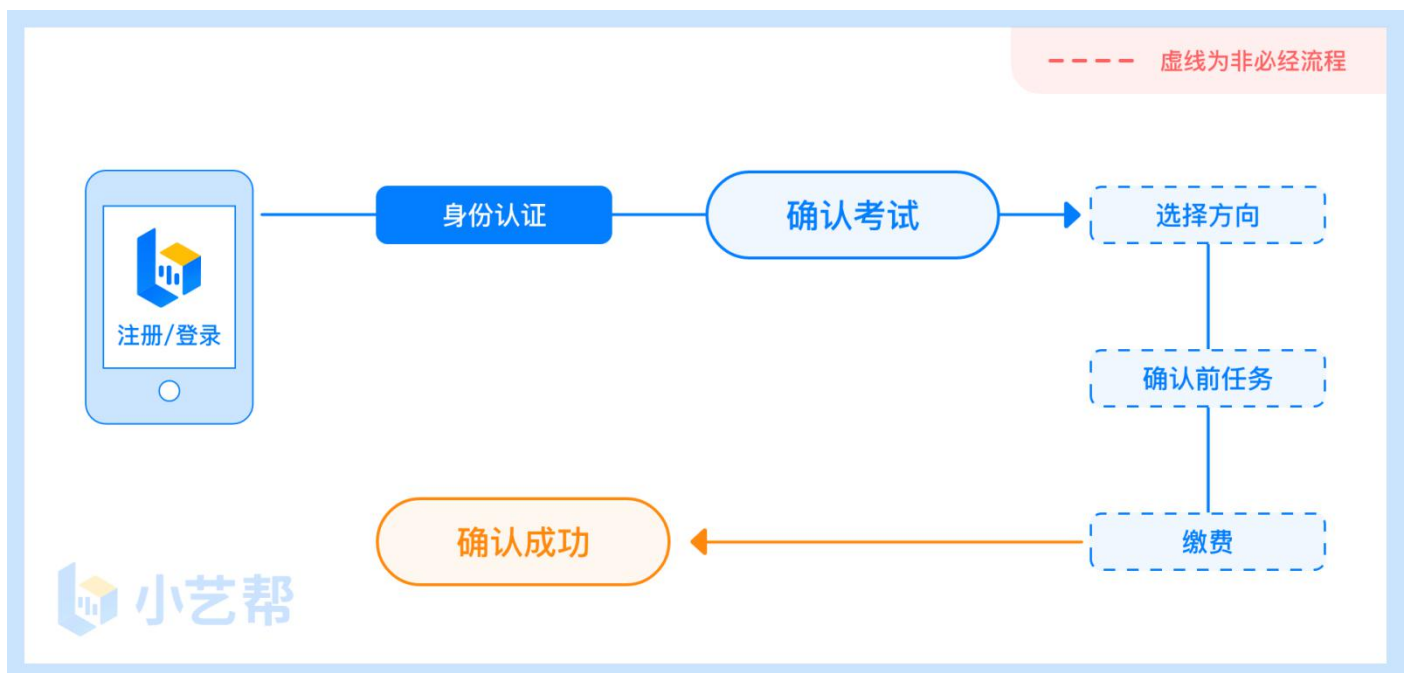 虚线为非必经流程
注册/登录
身份认证
确认考试
选择方向
确认前任务
缴费
确认成功
小艺帮